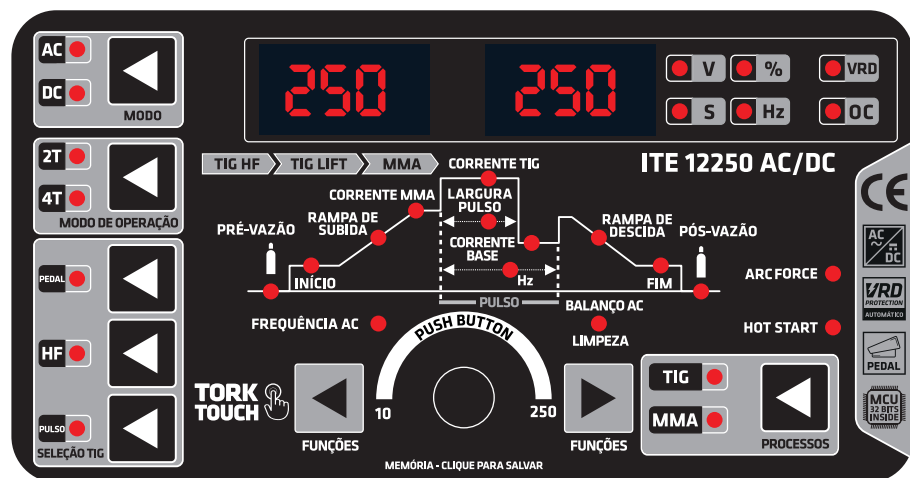 AC
DC
MODO
250
250
V
%
VRD
S
Hz
OC
2T
4T
MODO DE OPERAÇÃO
TIG HF
TIG LIFT
MMA
CORRENTE TIG
ITE 12250 AC/DC
CORRENTE MMA
LARGURA
PULSO
PRÉ-VAZÃO
RAMPA DE
SUBIDA
CORRENTE
BASE
RAMPA DE
DESCIDA
PÓS-VAZÃO
INÍCIO
Hz
FIM
PULSO
FREQUÊNCIA AC
BALANÇO AC
LIMPEZA
ARC FORCE
HOT START
PEDAL
HF
PULSO
SELEÇÃO TIG
TORK
TOUCH
FUNÇÕES
PUSH BUTTON
10
250
FUNÇÕES
MEMÓRIA - CLIQUE PARA SALVAR
TIG
MMA
PROCESSOS
CE
AC
DC
VRD
PROTECTION
AUTOMÁTICO
PEDAL
MCU
32 BITS
INSIDE